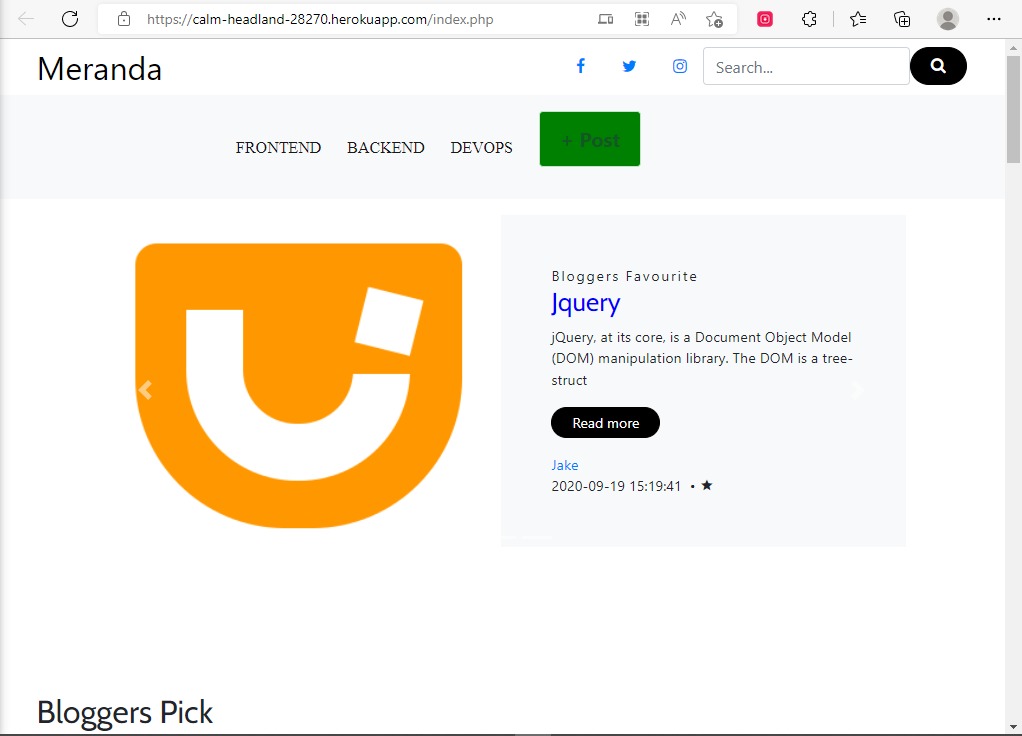 https://calm-headland-28270.herokuapp.com/index.php
Meranda
Search...
FRONTEND BACKEND DEVOPS + Post
Bloggers Favourite
Jquery
jQuery, at its core, is a Document Object Model
(DOM) manipulation library. The DOM is a tree-
struct
Read more
Jake
2020-09-19 15:19:41 • ★
Bloggers Pick